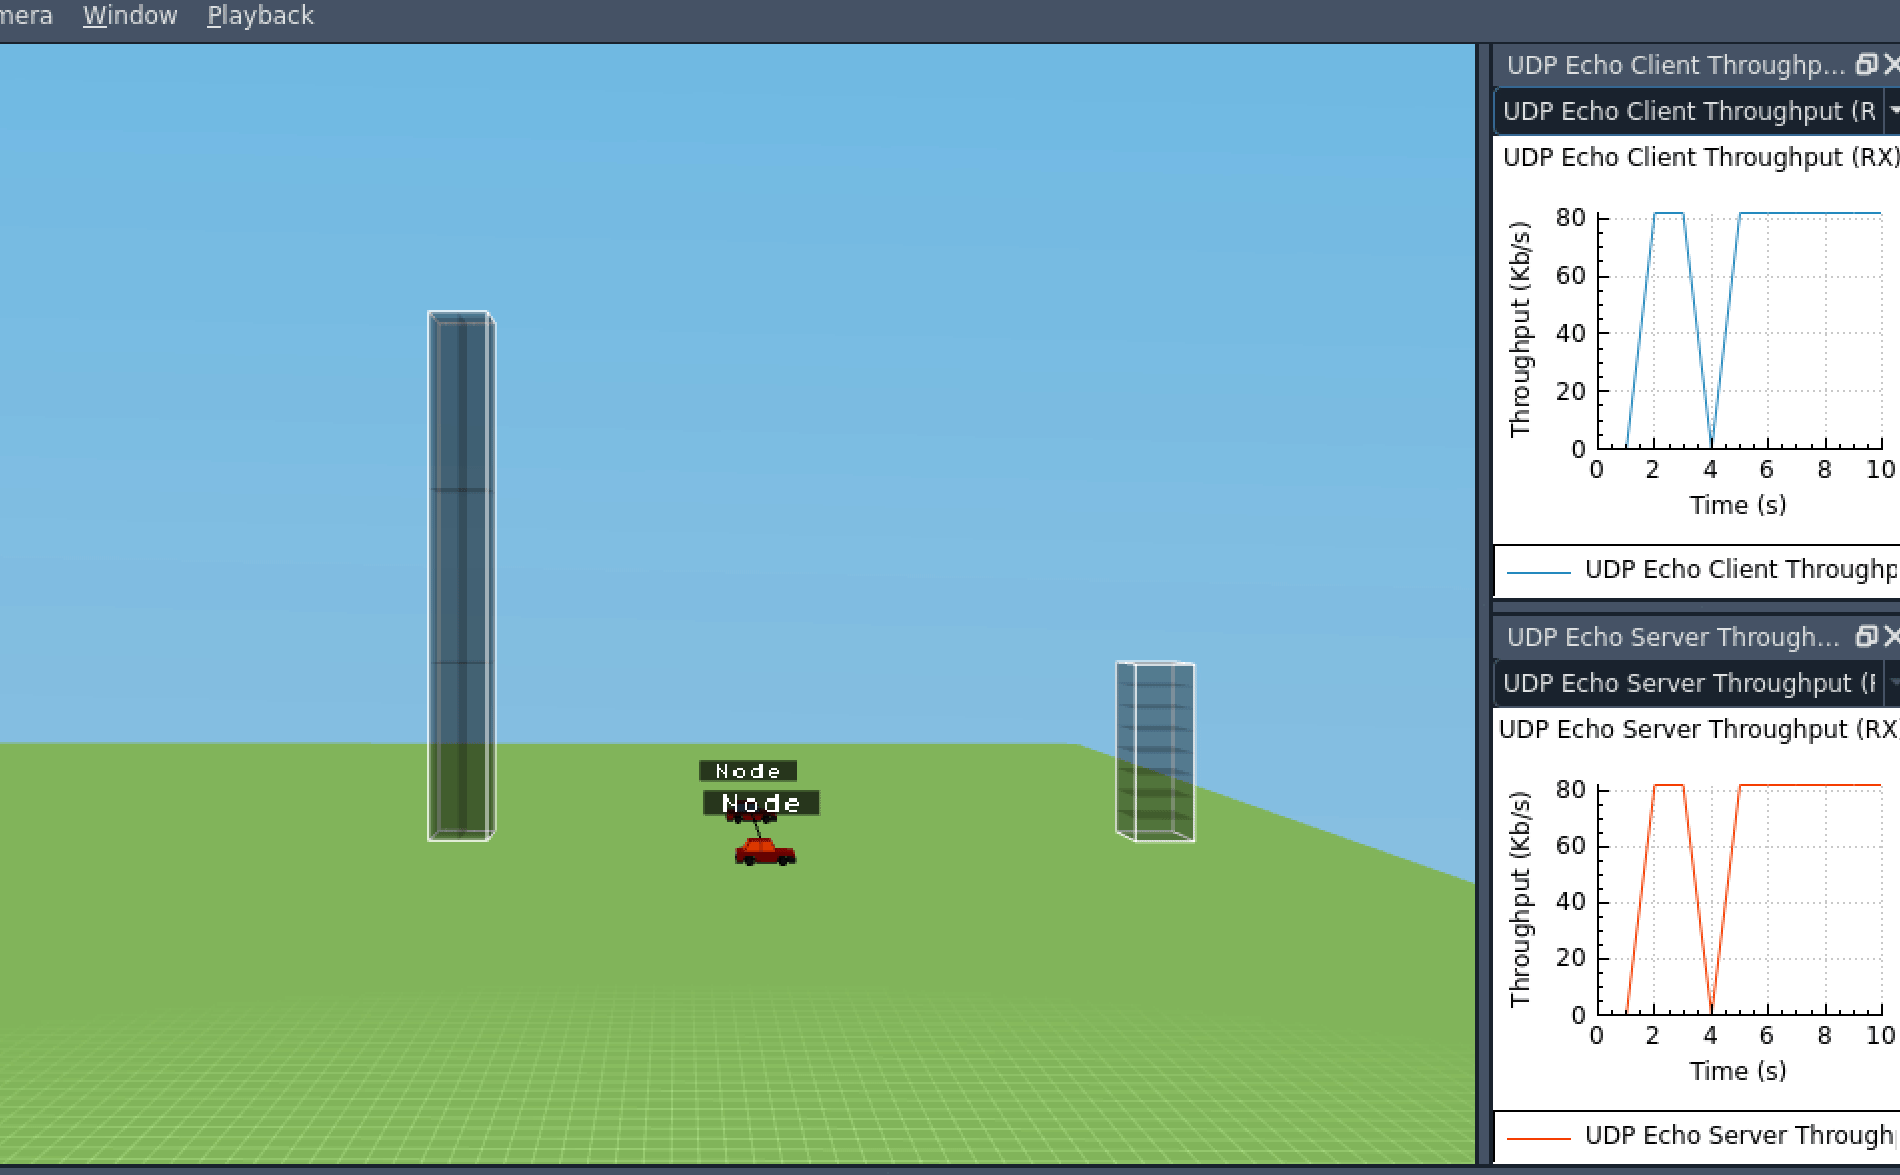 mera Window Playback
Node
Node
UDP Echo Client Throughp...
UDP Echo Client Throughput (R
UDP Echo Client Throughput (RX)
Throughput (Kb/s)
80
60
40
20
0
0 2 4 6 8 10
Time (s)
UDP Echo Client Throughp
UDP Echo Server Through...
UDP Echo Server Throughput (
UDP Echo Server Throughput (RX
Throughput (Kb/s)
80
60
40
20
0
0 2 4 6 8 10
Time (s)
UDP Echo Server Through